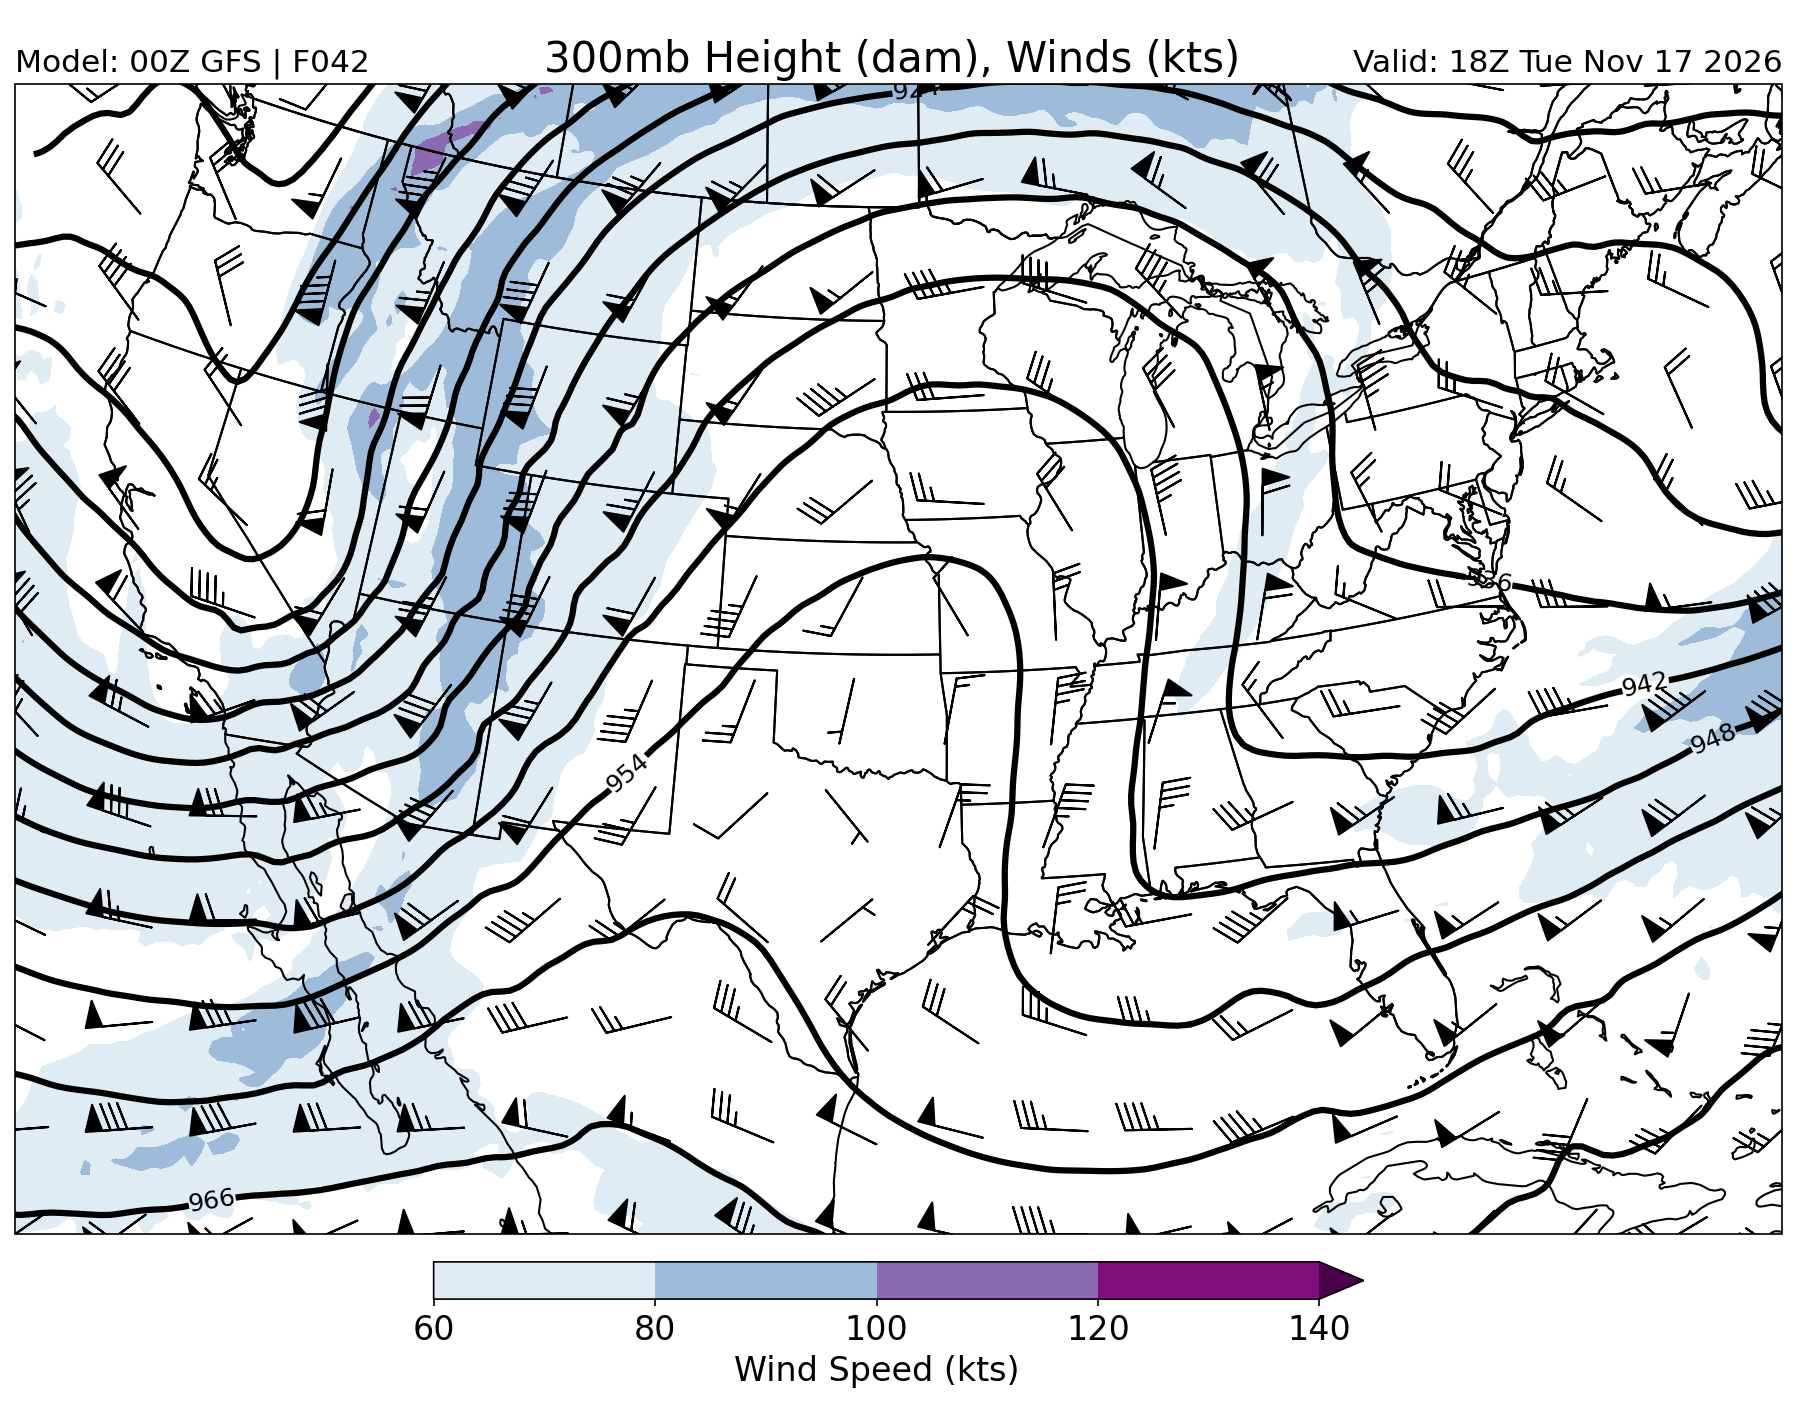 Model: 00Z GFS | F042
300mb Height (dam), Winds (kts)
Valid: 18Z Tue Nov 17 2026
936
942
948
954
966
60 80 100 120 140
Wind Speed (kts)